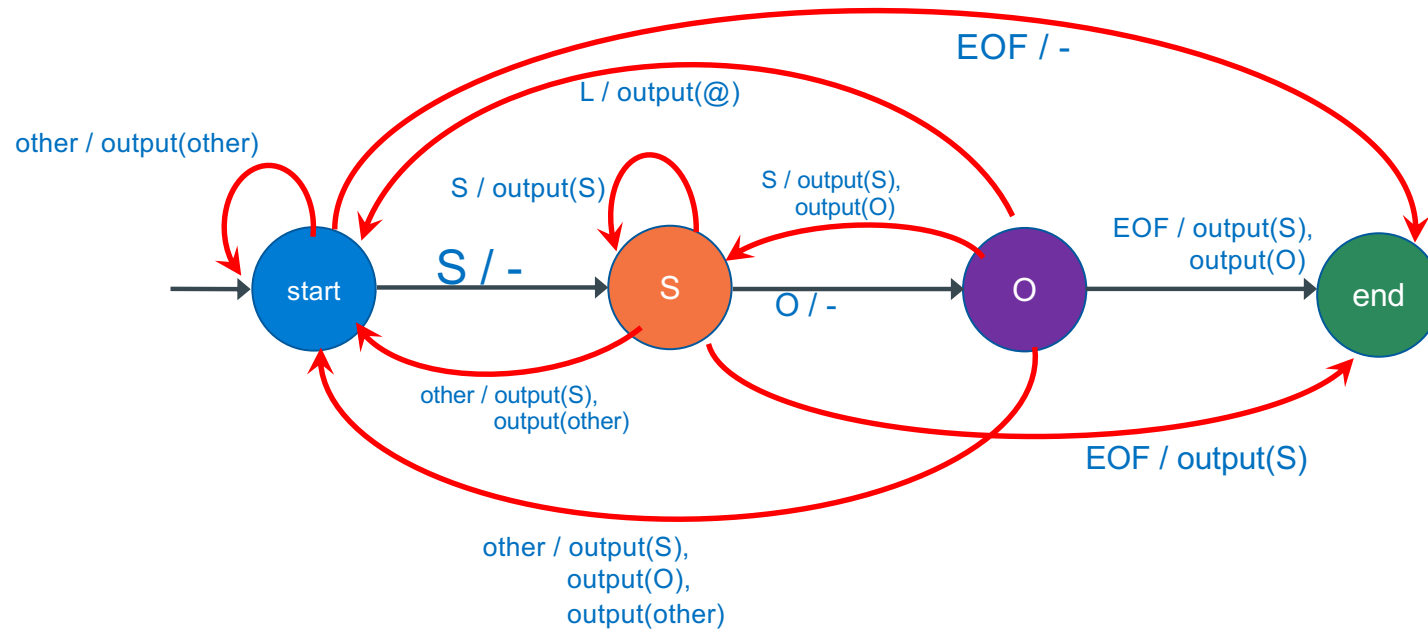 EOF / -
L / output(@)
other / output(other)
S / output(S)
S / output(S),
output(O)
EOF / output(S),
output(O)
S / -
start
S
O / -
O
end
other / output(S),
output(other)
EOF / output(S)
other / output(S),
output(O),
output(other)